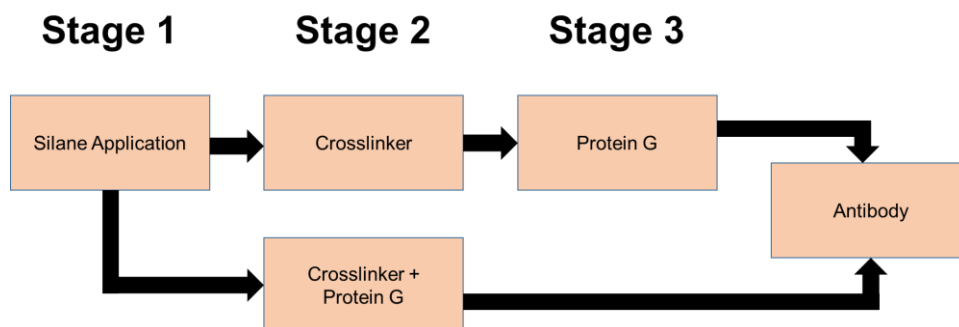 Stage 1 Stage 2 Stage 3
Silane Application
Crosslinker
Protein G
Antibody
Crosslinker +
Protein G